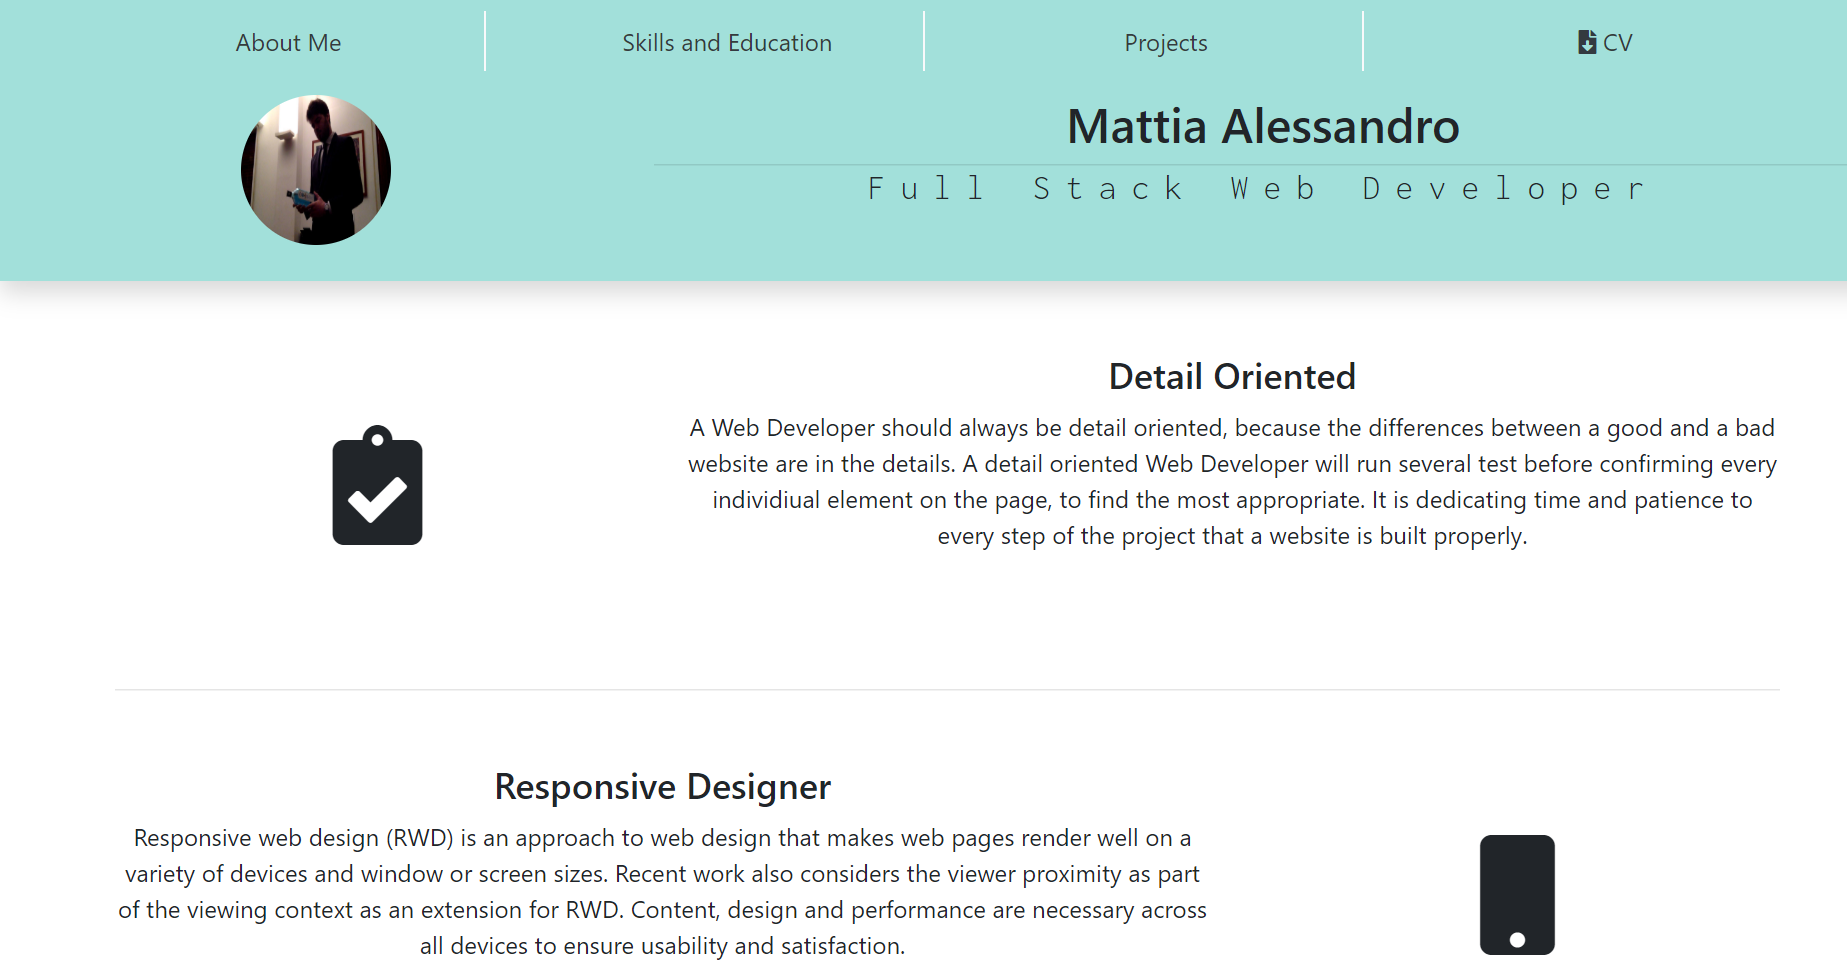 About Me
Skills and Education
Projects
CV
Mattia Alessandro
Full Stack Web Developer
Detail Oriented
A Web Developer should always be detail oriented, because the differences between a good and a bad
website are in the details. A detail oriented Web Developer will run several test before confirming every
individiual element on the page, to find the most appropriate. It is dedicating time and patience to
every step of the project that a website is built properly.
Responsive Designer
Responsive web design (RWD) is an approach to web design that makes web pages render well on a
variety of devices and window or screen sizes. Recent work also considers the viewer proximity as part
of the viewing context as an extension for RWD. Content, design and performance are necessary across
all devices to ensure usability and satisfaction.